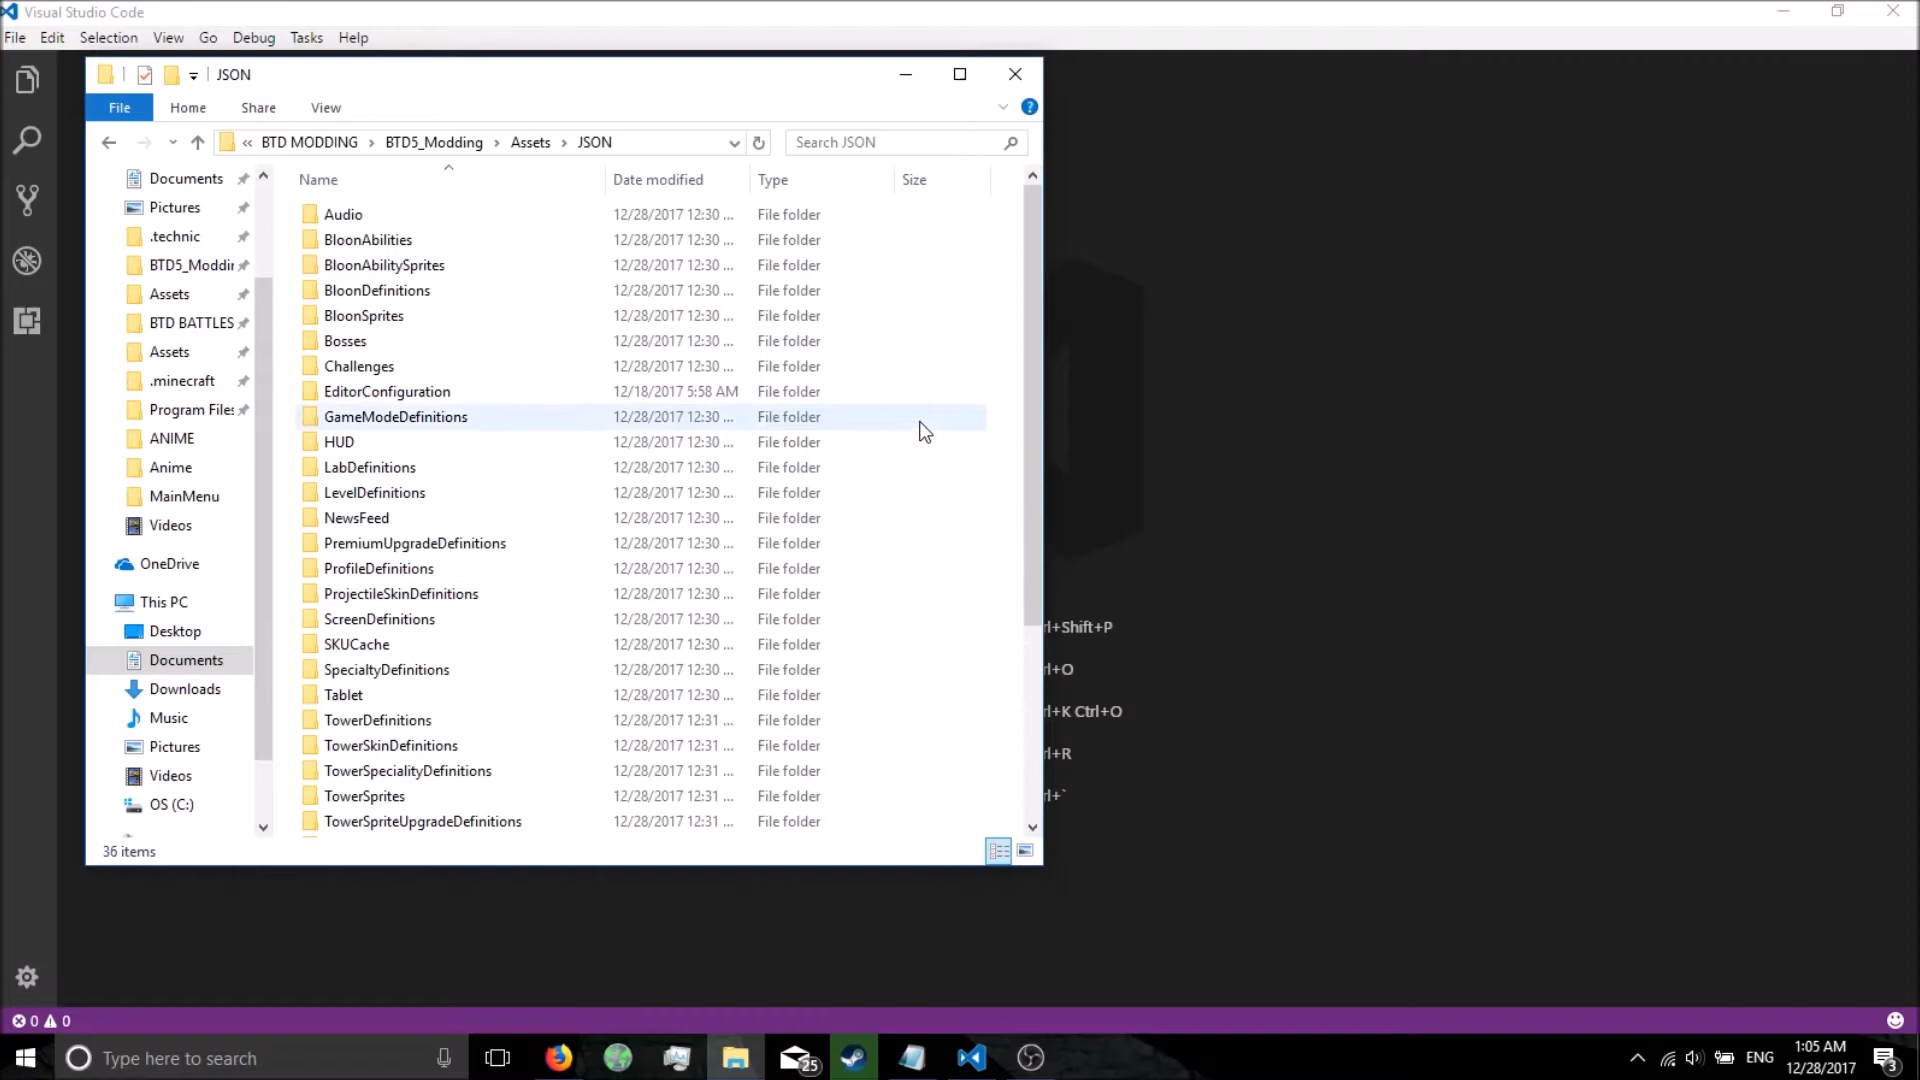 Visual Studio Code
File Edit Selection View Go Debug Tasks Help
JSON
File Home Share View
« BTD MODDING > BTD5_Modding > Assets > JSON
Search JSON
Documents
Pictures
.technic
BTD5_Moddin
Assets
BTD BATTLES
Assets
.minecraft
Program Files
ANIME
Anime
MainMenu
Videos
OneDrive
This PC
Desktop
Documents
Downloads
Music
Pictures
Videos
OS (C:)
Name Date modified Type Size
Audio 12/28/2017 12:30 ... File folder
BloonAbilities 12/28/2017 12:30 ... File folder
BloonAbilitySprites 12/28/2017 12:30 ... File folder
BloonDefinitions 12/28/2017 12:30 ... File folder
BloonSprites 12/28/2017 12:30 ... File folder
Bosses 12/28/2017 12:30 ... File folder
Challenges 12/28/2017 12:30 ... File folder
EditorConfiguration 12/18/2017 5:58 AM File folder
GameModeDefinitions 12/28/2017 12:30 ... File folder
HUD 12/28/2017 12:30 ... File folder
LabDefinitions 12/28/2017 12:30 ... File folder
LevelDefinitions 12/28/2017 12:30 ... File folder
NewsFeed 12/28/2017 12:30 ... File folder
PremiumUpgradeDefinitions 12/28/2017 12:30 ... File folder
ProfileDefinitions 12/28/2017 12:30 ... File folder
ProjectileSkinDefinitions 12/28/2017 12:30 ... File folder
ScreenDefinitions 12/28/2017 12:30 ... File folder
SKUCache 12/28/2017 12:30 ... File folder
SpecialtyDefinitions 12/28/2017 12:30 ... File folder
Tablet 12/28/2017 12:30 ... File folder
TowerDefinitions 12/28/2017 12:31 ... File folder
TowerSkinDefinitions 12/28/2017 12:31 ... File folder
TowerSpecialityDefinitions 12/28/2017 12:31 ... File folder
TowerSprites 12/28/2017 12:31 ... File folder
TowerSpriteUpgradeDefinitions 12/28/2017 12:31 ... File folder
36 items
rl+Shift+P
rl+O
rl+K Ctrl+O
rl+R
rl+`
0 0
Type here to search
25
ENG
1:05 AM
12/28/2017
3